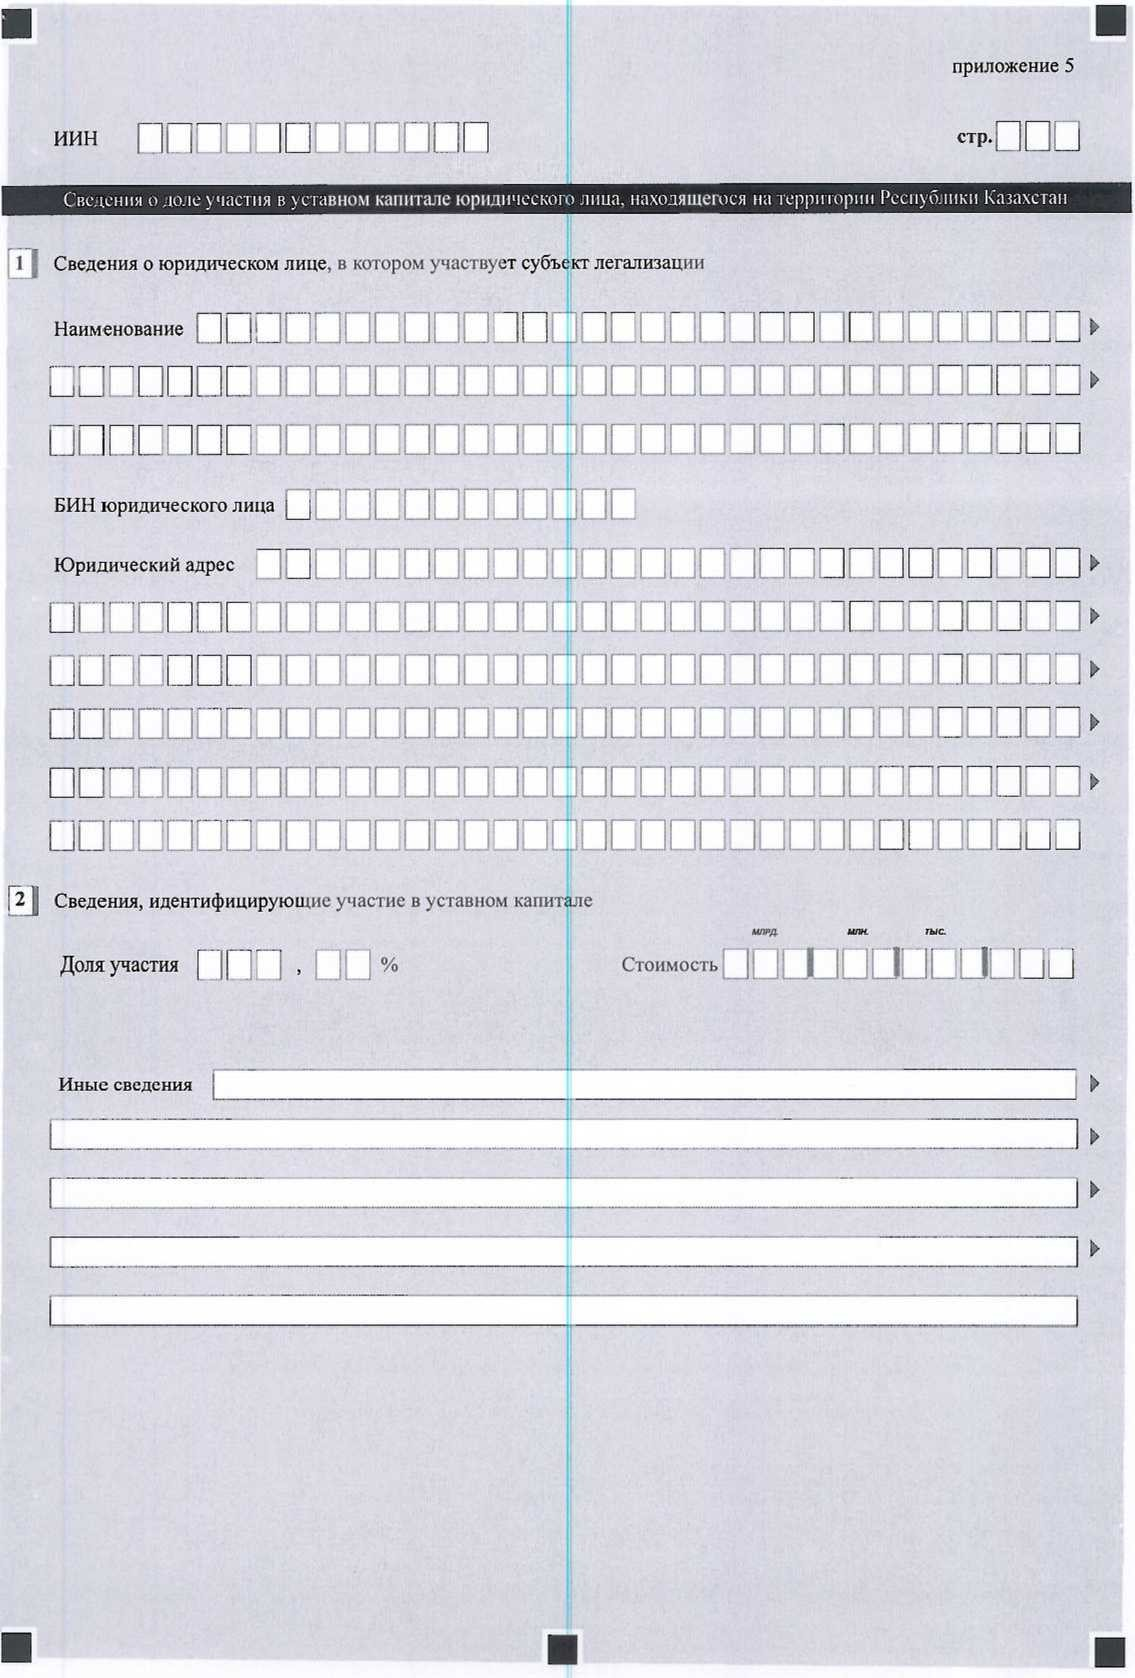 приложение 5
ИИН стр.
Сведения о доле участия в уставном капитале юридического лица, находящегося на территории Республики Казахстан
1 Сведения о юридическом лице, в котором участвует субъект легализации
Наименование
БИН юридического лица
Юридический адрес
2 Сведения, идентифицирующие участие в уставном капитале
млрд. млн. тыс.
Доля участия , % Стоимость
Иные сведения